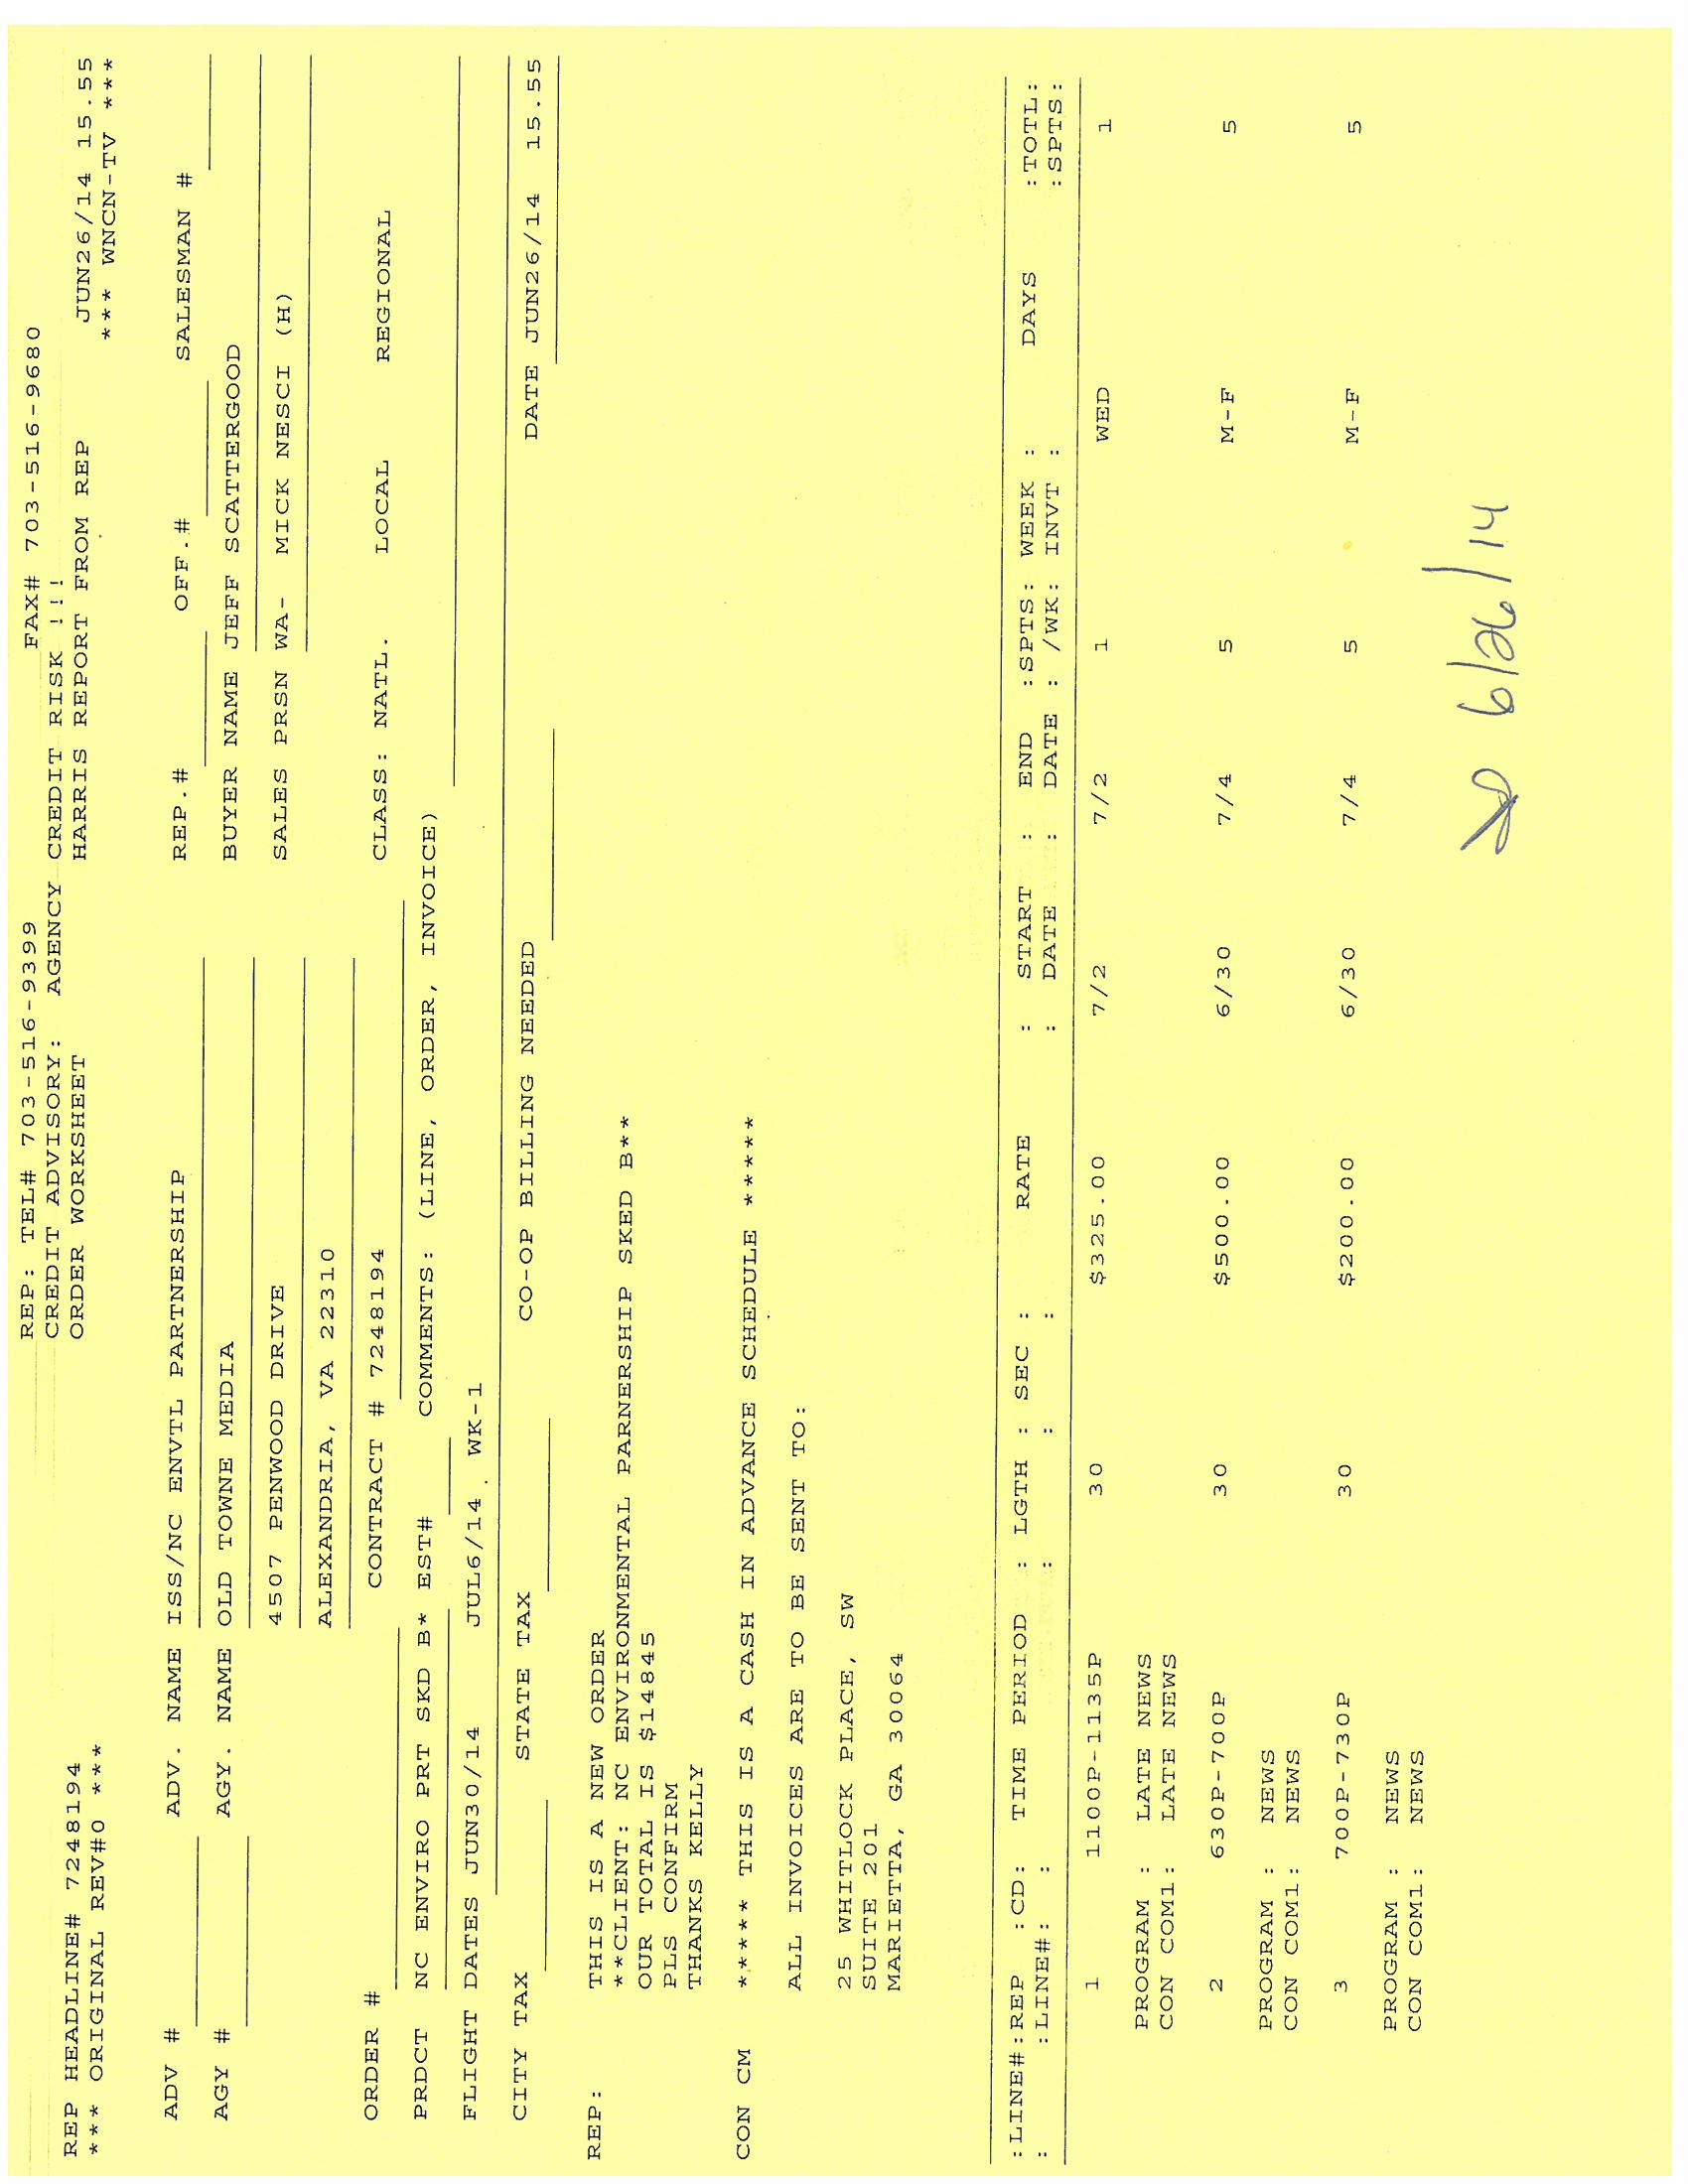 REP: TEL# 703-516-9399 FAX# 703-516-9680
CREDIT ADVISORY: AGENCY CREDIT RISK !!!
REP HEADLINE# 7248194 ORDER WORKSHEET HARRIS REPORT FROM REP JUN26/14 15.55
*** ORIGINAL REV#0 *** *** WNCN-TV ***
ADV # ADV. NAME ISS/NC ENVTL PARTNERSHIP REP.# OFF.# SALESMAN #
AGY # AGY. NAME OLD TOWNE MEDIA BUYER NAME JEFF SCATTERGOOD
4507 PENWOOD DRIVE SALES PRSN WA- MICK NESCI (H)
ALEXANDRIA, VA 22310
ORDER # CONTRACT # 7248194 CLASS: NATL. LOCAL REGIONAL
PRDCT NC ENVIRO PRT SKD B* EST# COMMENTS: (LINE, ORDER, INVOICE)
FLIGHT DATES JUN30/14 JUL6/14 WK-1
CITY TAX STATE TAX CO-OP BILLING NEEDED DATE JUN26/14 15.55
REP: THIS IS A NEW ORDER
**CLIENT: NC ENVIRONMENTAL PARNERSHIP SKED B**
OUR TOTAL IS $14845
PLS CONFIRM
THANKS KELLY
CON CM ***** THIS IS A CASH IN ADVANCE SCHEDULE *****
ALL INVOICES ARE TO BE SENT TO:
25 WHITLOCK PLACE, SW
SUITE 201
MARIETTA, GA 30064
:LINE#:REP :CD: TIME PERIOD : LGTH : SEC : RATE : START : END :SPTS: WEEK : DAYS :TOTL:
: :LINE#: : : : : DATE : DATE : /WK: INVT : :SPTS:
1 1100P-1135P 30 $325.00 7/2 7/2 1 WED 1
PROGRAM : LATE NEWS
CON COM1: LATE NEWS
2 630P-700P 30 $500.00 6/30 7/4 5 M-F 5
PROGRAM : NEWS
CON COM1: NEWS
3 700P-730P 30 $200.00 6/30 7/4 5 M-F 5
PROGRAM : NEWS
CON COM1: NEWS
6/26/14